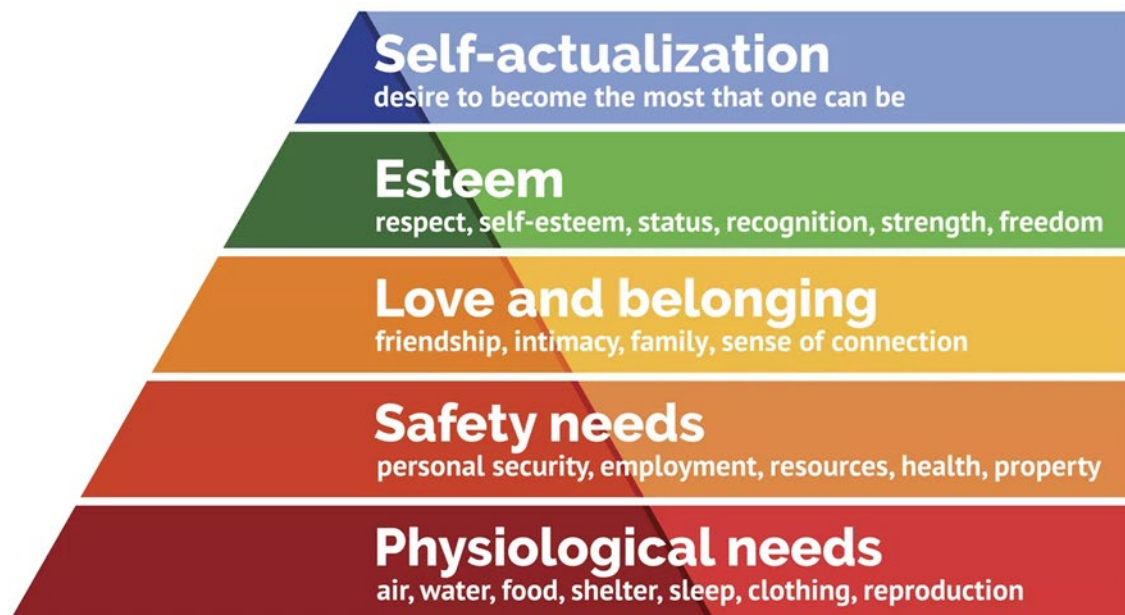 Self-actualization
desire to become the most that one can be
Esteem
respect, self-esteem, status, recognition, strength, freedom
Love and belonging
friendship, intimacy, family, sense of connection
Safety needs
personal security, employment, resources, health, property
Physiological needs
air, water, food, shelter, sleep, clothing, reproduction